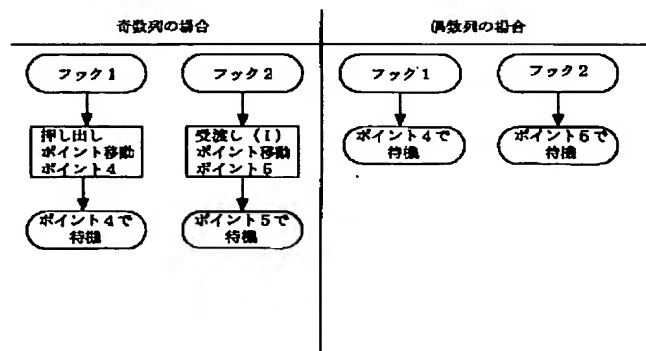 奇数列の場合
フック1
押し出し
ポイント移動
ポイント4
ポイント4で
待機
フック2
受渡し(I)
ポイント移動
ポイント5
ポイント5で
待機
偶数列の場合
フック1
ポイント4で
待機
フック2
ポイント5で
待機